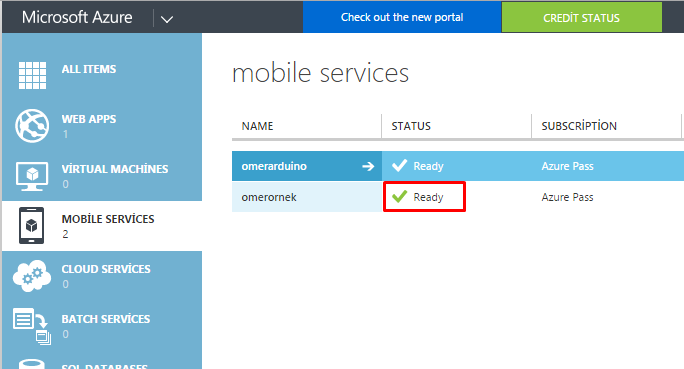 Microsoft Azure
Check out the new portal
CREDİT STATUS
ALL ITEMS
WEB APPS
1
VİRTUAL MACHİNES
0
MOBİLE SERVİCES
2
CLOUD SERVİCES
0
BATCH SERVİCES
0
SQL DATABASES
mobile services
NAME STATUS SUBSCRİPTİON
omerarduino Ready Azure Pass
omerornek Ready Azure Pass